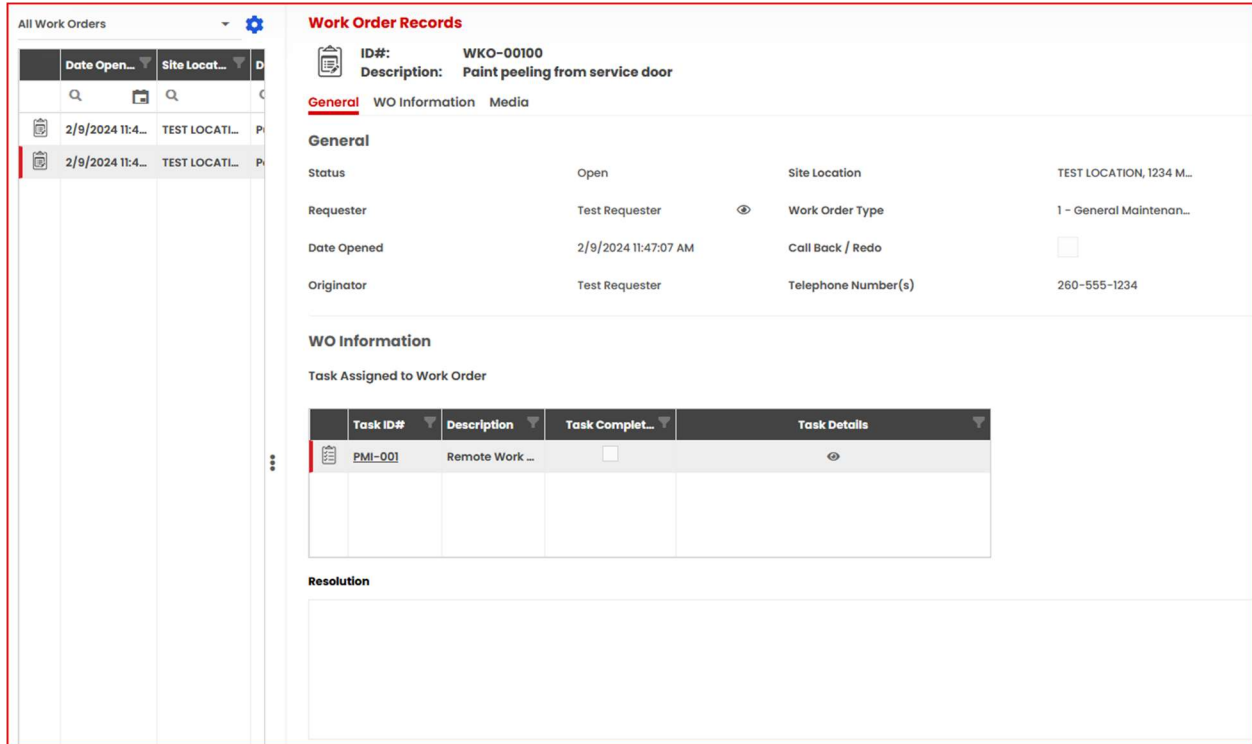 All Work Orders
Date Open... Site Locat... D
2/9/2024 11:4... TEST LOCATI... P
2/9/2024 11:4... TEST LOCATI... P
Work Order Records
ID#: WKO-00100
Description: Paint peeling from service door
General WO Information Media
General
Status Open Site Location TEST LOCATION, 1234 M...
Requester Test Requester Work Order Type 1 - General Maintenan...
Date Opened 2/9/2024 11:47:07 AM Call Back / Redo
Originator Test Requester Telephone Number(s) 260-555-1234
WO Information
Task Assigned to Work Order
Task ID# Description Task Complet... Task Details
PMI-001 Remote Work ...
Resolution